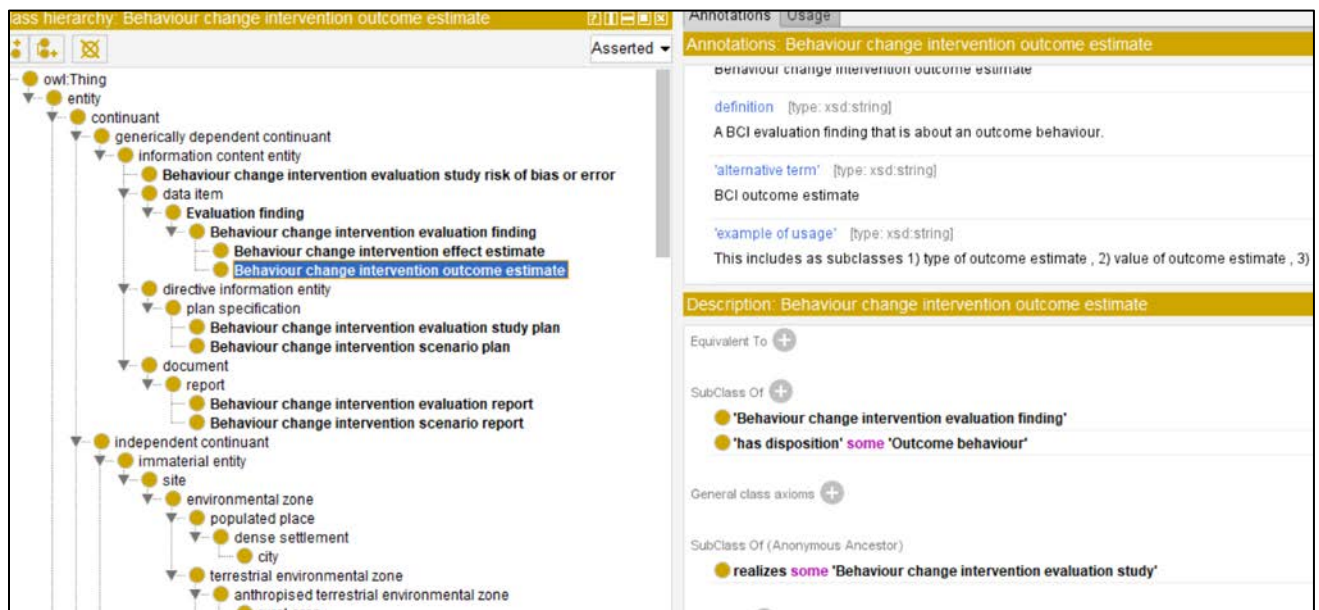 ass hierarchy: Behaviour change intervention outcome estimate
Asserted
owl:Thing
entity
continuant
generically dependent continuant
information content entity
Behaviour change intervention evaluation study risk of bias or error
data item
Evaluation finding
Behaviour change intervention evaluation finding
Behaviour change intervention effect estimate
Behaviour change intervention outcome estimate
directive information entity
plan specification
Behaviour change intervention evaluation study plan
Behaviour change intervention scenario plan
document
report
Behaviour change intervention evaluation report
Behaviour change intervention scenario report
independent continuant
immaterial entity
site
environmental zone
populated place
dense settlement
city
terrestrial environmental zone
anthropised terrestrial environmental zone
Annotations Usage
Annotations: Behaviour change intervention outcome estimate
Behaviour change intervention outcome estimate
definition [type: xsd:string]
A BCI evaluation finding that is about an outcome behaviour.
'alternative term' [type: xsd:string]
BCI outcome estimate
'example of usage' [type: xsd:string]
This includes as subclasses 1) type of outcome estimate , 2) value of outcome estimate , 3)
Description: Behaviour change intervention outcome estimate
Equivalent To
SubClass Of
'Behaviour change intervention evaluation finding'
'has disposition' some 'Outcome behaviour'
General class axioms
SubClass Of (Anonymous Ancestor)
realizes some 'Behaviour change intervention evaluation study'